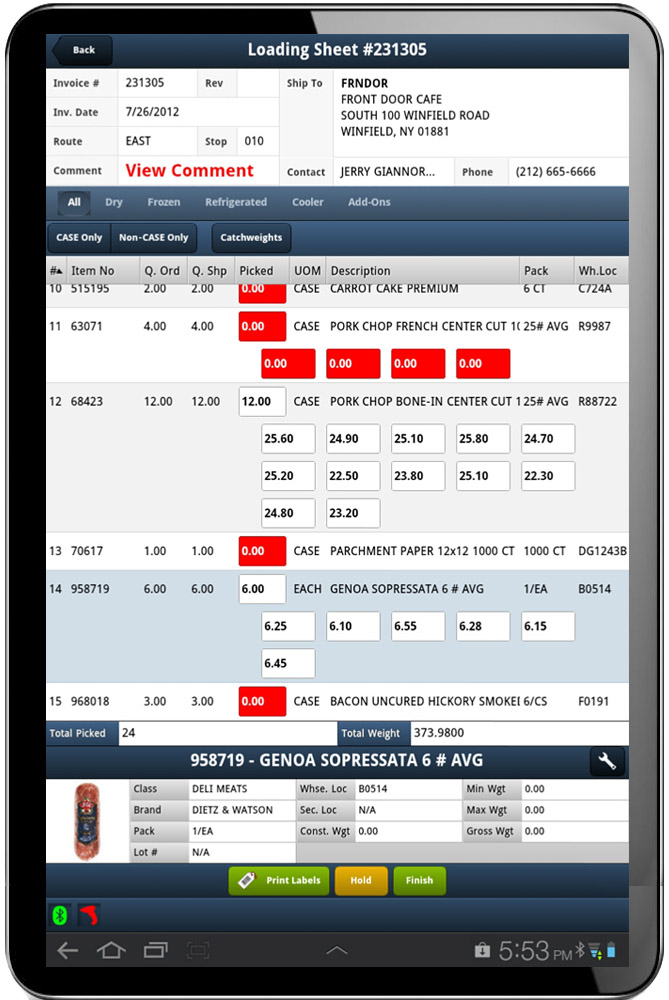 Back
Loading Sheet #231305
Invoice # 231305 Rev Ship To FRNDOR
FRONT DOOR CAFE
Inv. Date 7/26/2012 SOUTH 100 WINFIELD ROAD
WINFIELD, NY 01881
Route EAST Stop 010
Comment View Comment Contact JERRY GIANNOR... Phone (212) 665-6666
All Dry Frozen Refrigerated Cooler Add-Ons
CASE Only Non-CASE Only Catchweights
# Item No Q. Ord Q. Shp Picked UOM Description Pack Wh.Loc
10 515195 2.00 2.00 0.00 CASE CARROT CAKE PREMIUM 6 CT C724A
11 63071 4.00 4.00 0.00 CASE PORK CHOP FRENCH CENTER CUT 25# AVG R9987
0.00 0.00 0.00 0.00
12 68423 12.00 12.00 12.00 CASE PORK CHOP BONE-IN CENTER CUT 1 25# AVG R88722
25.60 24.90 25.10 25.80 24.70
25.20 22.50 23.80 25.10 22.30
24.80 23.20
13 70617 1.00 1.00 0.00 CASE PARCHMENT PAPER 12x12 1000 CT 1000 CT DG1243B
14 958719 6.00 6.00 6.00 EACH GENOA SOPRESSATA 6 # AVG 1/EA B0514
6.25 6.10 6.55 6.28 6.15
6.45
15 968018 3.00 3.00 0.00 CASE BACON UNCURED HICKORY SMOKE 6/CS F0191
Total Picked 24 Total Weight 373.9800
958719 - GENOA SOPRESSATA 6 # AVG
Class DELI MEATS Whse. Loc B0514 Min Wgt 0.00
Brand DIETZ & WATSON Sec. Loc N/A Max Wgt 0.00
Pack 1/EA Const. Wgt 0.00 Gross Wgt 0.00
Lot # N/A
Print Labels Hold Finish
5:53 PM